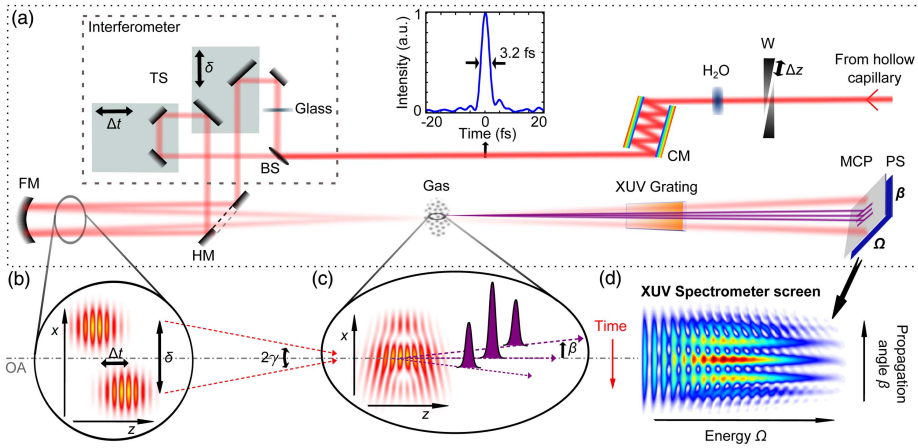 (a)
Interferometer
TS
δ
Δt
Glass
BS
Intensity (a.u.)
1
0
3.2 fs
-20
0
20
Time (fs)
CM
H₂O
W
Δz
From hollow
capillary
FM
HM
Gas
XUV Grating
MCP
PS
β
Ω
(b)
x
Δt
δ
z
OA
2γ
(c)
x
z
β
Time
(d)
XUV Spectrometer screen
Energy Ω
Propagation
angle β